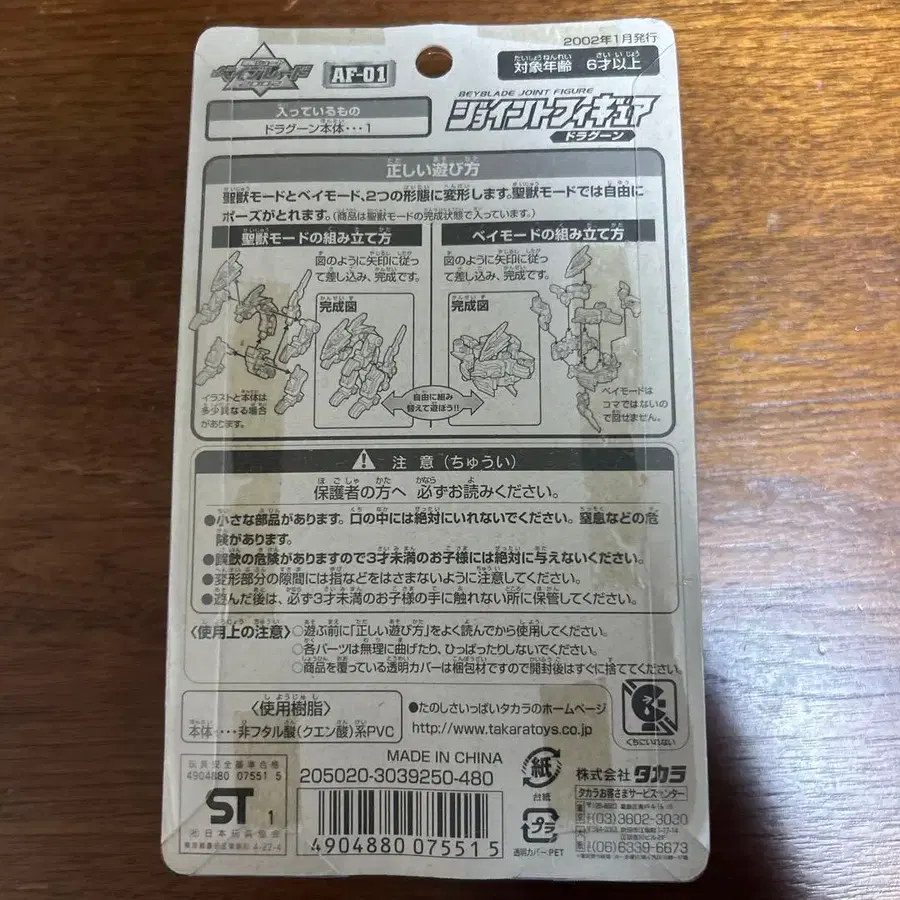 2002年1月発行
対象年齢 6才以上
ベイブレード
2002
AF-01
BEYBLADE JOINT FIGURE
ジョイントフィギュア
ドラグーン
入っているもの
ドラグーン本体･･･1
正しい遊び方
聖獣モードとベイモード、2つの形態に変形します。聖獣モードでは自由に
ポーズがとれます。(商品は聖獣モードの完成状態で入っています。)
聖獣モードの組み立て方
図のように矢印に従っ
て差し込み、完成です。
完成図
イラストと本体は
多少異なる場合
があります。
ベイモードの組み立て方
図のように矢印に従っ
て差し込み、完成です。
完成図
ベイモードは
コマではないの
で回せません。
自由に組み
替えて遊ぼう!!
注意(ちゅうい)
保護者の方へ 必ずお読みください。
●小さな部品があります。口の中には絶対にいれないでください。窒息などの危
険があります。
●誤飲の危険がありますので3才未満のお子様には絶対に与えないください。
●変形部分の隙間には指などをはさまないように注意してください。
●遊んだ後は、必ず3才未満のお子様の手に触れない所に保管してください。
〈使用上の注意〉○遊ぶ前に「正しい遊び方」をよく読んでから使用してください。
○各パーツは無理に曲げたり、ひっぱったりしないでください。
○商品を覆っている透明カバーは梱包材ですので開封後はすぐに捨ててください。
〈使用樹脂〉
本体･･･非フタル酸(クエン酸)系PVC
●たのしさいっぱいタカラのホームページ
http://www.takaratoys.co.jp
くちにいれない
玩具安全基準合格
4904880 07551 5
ST 1
日本玩具協会
MADE IN CHINA
205020-3039250-480
4904880 075515
紙
台紙
プラ
透明カバーPET
株式会社 タカラ
タカラお客さまサービスセンター
(03)3602-3030
(06)6339-6673